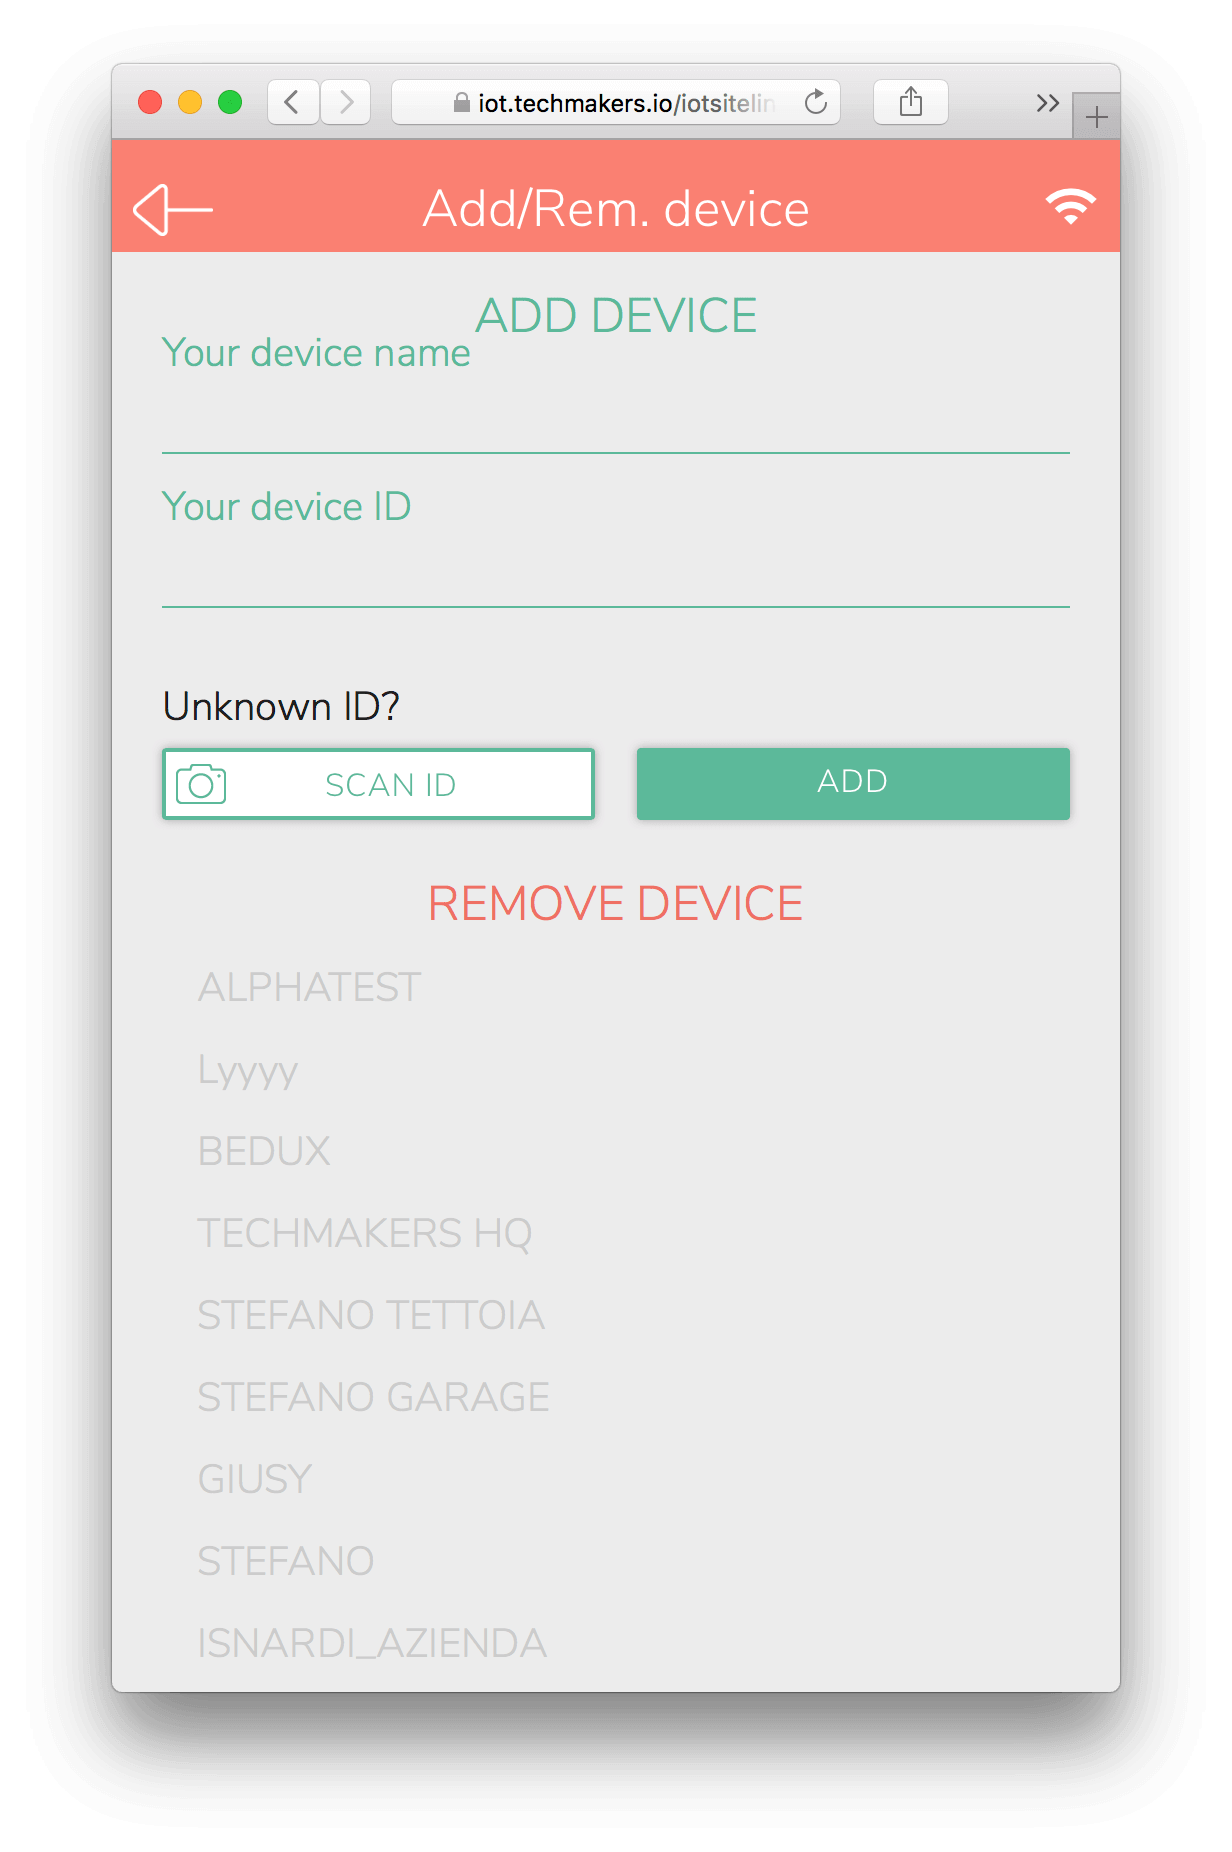 iot.techmakers.io/iotsitelin
Add/Rem. device
ADD DEVICE
Your device name
Your device ID
Unknown ID?
SCAN ID
ADD
REMOVE DEVICE
ALPHATEST
Lyyyy
BEDUX
TECHMAKERS HQ
STEFANO TETTOIA
STEFANO GARAGE
GIUSY
STEFANO
ISNARDI_AZIENDA